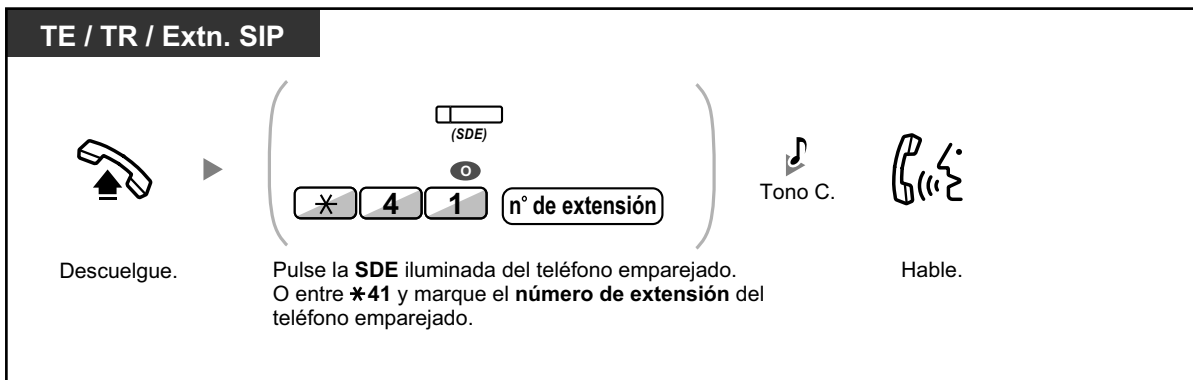 TE / TR / Extn. SIP
(SDE)
O
✳ 4 1 n° de extensión
Tono C.
Descuelgue.
Pulse la SDE iluminada del teléfono emparejado.
O entre ✳41 y marque el número de extensión del
teléfono emparejado.
Hable.